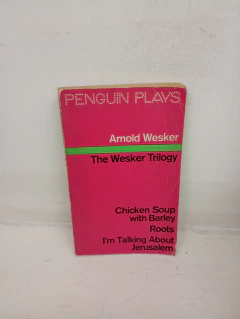 PENGUIN PLAYS
Arnold Wesker
The Wesker Trilogy
Chicken Soup
with Barley
Roots
I'm Talking About
Jerusalem